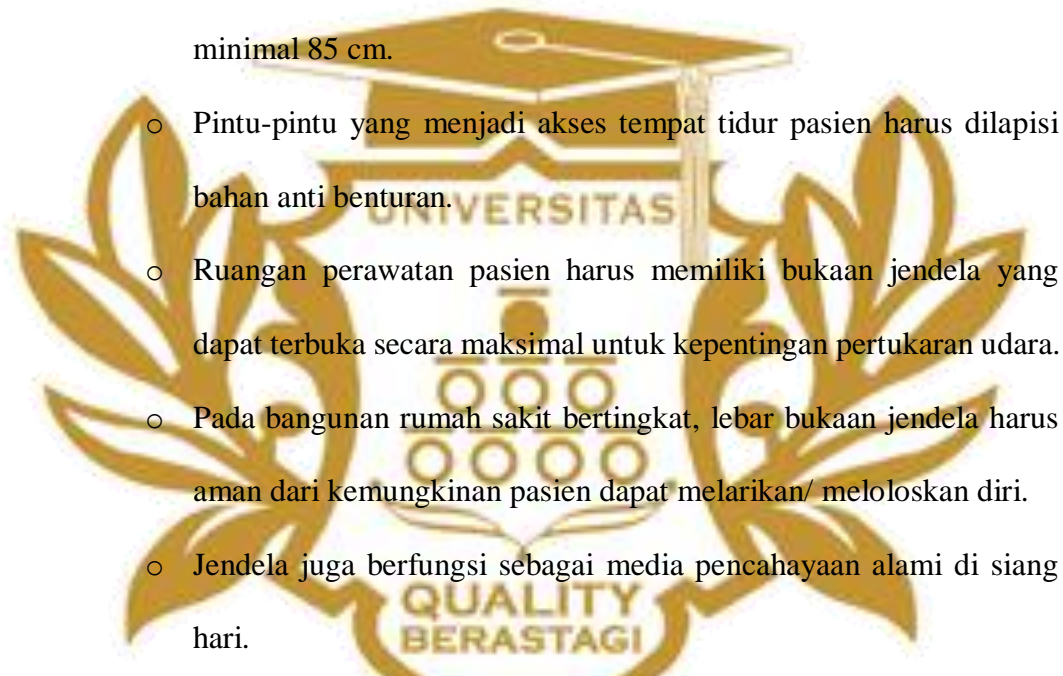 minimal 85 cm.
o Pintu-pintu yang menjadi akses tempat tidur pasien harus dilapisi
bahan anti benturan.
UNIVERSITAS
o Ruangan perawatan pasien harus memiliki bukaan jendela yang
dapat terbuka secara maksimal untuk kepentingan pertukaran udara.
o Pada bangunan rumah sakit bertingkat, lebar bukaan jendela harus
aman dari kemungkinan pasien dapat melarikan/ meloloskan diri.
o Jendela juga berfungsi sebagai media pencahayaan alami di siang
QUALITY
hari.
BERASTAGI